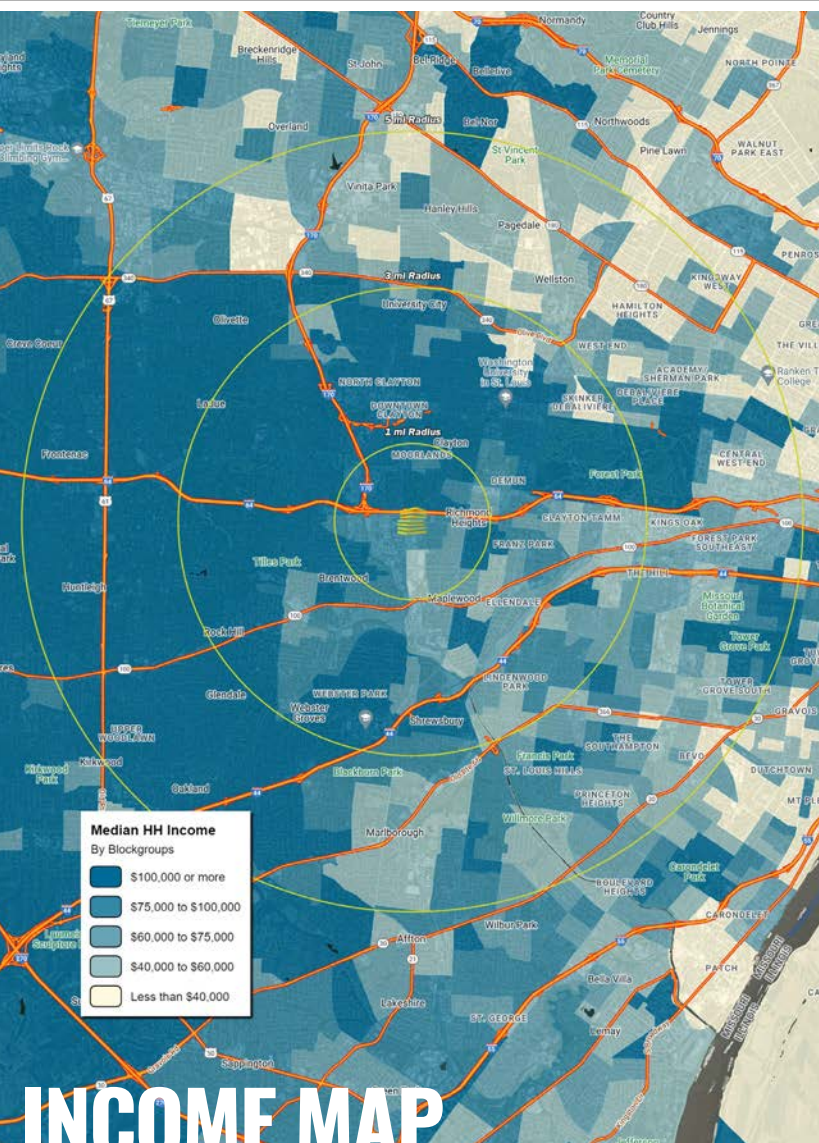 Tiemeyer Park
Normandy
Country
Club Hills
Jennings
Breckenridge
Hills
St John
Bel-Ridge
Bellerive
Memorial
Park Cemetery
NORTH POINTE
Overland
5 mi Radius
Bel-Nor
Northwoods
St Vincent
Park
Pine Lawn
WALNUT
PARK EAST
Vinita Park
Hanley Hills
Pagedale
3 mi Radius
Wellston
KINGSWAY
WEST
University City
HAMILTON
HEIGHTS
Olivette
Creve Coeur
Olive Blvd
WEST END
Washington
University
in St. Louis
ACADEMY/
SHERMAN PARK
NORTH CLAYTON
DOWNTOWN
CLAYTON
SKINKER
DEBALIVIERE
DEBALIVIERE
PLACE
Ladue
1 mi Radius
Clayton
MOORLANDS
Frontenac
CENTRAL
WEST END
DEMUN
Forest Park
Richmond
Heights
CLAYTON-TAMM
KINGS OAK
FRANZ PARK
FOREST PARK
SOUTHEAST
Tilles Park
Brentwood
THE HILL
Huntleigh
Maplewood
ELLENDALE
Missouri
Botanical
Garden
Rock Hill
Tower
Grove Park
LINDENWOOD
PARK
Glendale
WEBSTER PARK
Webster
Groves
TOWER
GROVE SOUTH
Shrewsbury
GRAVOIS
UPPER
WOODLAWN
THE
SOUTHAMPTON
Kirkwood
Kirkwood
Park
Francis Park
BEVO
Blackburn Park
ST. LOUIS HILLS
DUTCHTOWN
Oakland
PRINCETON
HEIGHTS
Willmore Park
Marlborough
Carondelet
Park
BOULEVARD
HEIGHTS
CARONDELET
Wilbur Park
Affton
PATCH
MISSOURI
ILLINOIS
MISSOURI
ILLINOIS
Bella Villa
Lakeshire
ST. GEORGE
Lemay
Sappington
Median HH Income
By Blockgroups
$100,000 or more
$75,000 to $100,000
$60,000 to $75,000
$40,000 to $60,000
Less than $40,000
INCOME MAP